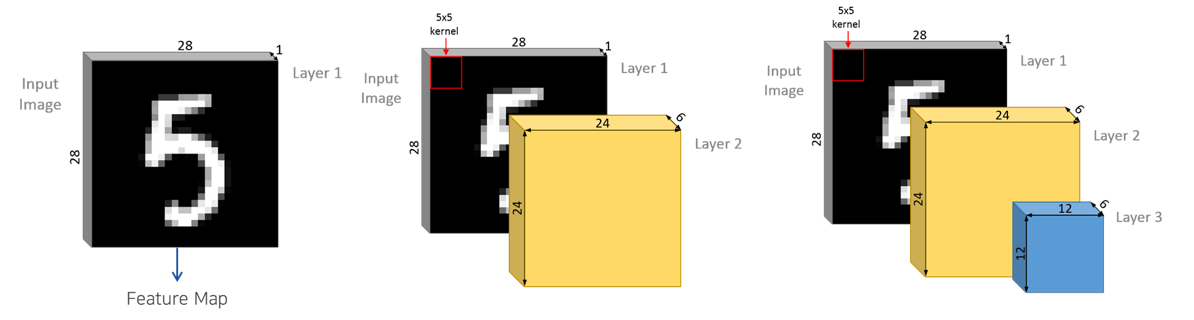 28
1
Layer 1
Input
Image
28
Feature Map
5x5
kernel
28
1
Layer 1
Input
Image
28
6
24
Layer 2
24
5x5
kernel
28
1
Layer 1
Input
Image
28
6
24
Layer 2
24
6
12
Layer 3
12